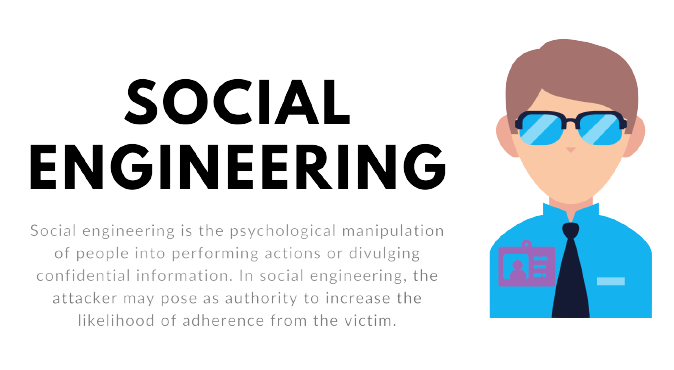 SOCIAL
ENGINEERING
Social engineering is the psychological manipulation
of people into performing actions or divulging
confidential information. In social engineering, the
attacker may pose as authority to increase the
likelihood of adherence from the victim.